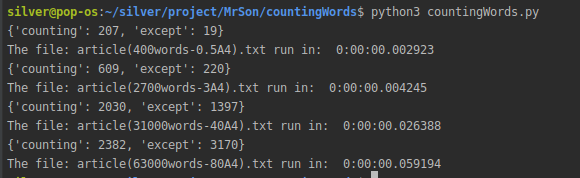 silver@pop-os:~/silver/project/MrSon/countingWords$ python3 countingWords.py
{'counting': 207, 'except': 19}
The file: article(400words-0.5A4).txt run in:  0:00:00.002923
{'counting': 609, 'except': 220}
The file: article(2700words-3A4).txt run in:  0:00:00.004245
{'counting': 2030, 'except': 1397}
The file: article(31000words-40A4).txt run in:  0:00:00.026388
{'counting': 2382, 'except': 3170}
The file: article(63000words-80A4).txt run in:  0:00:00.059194